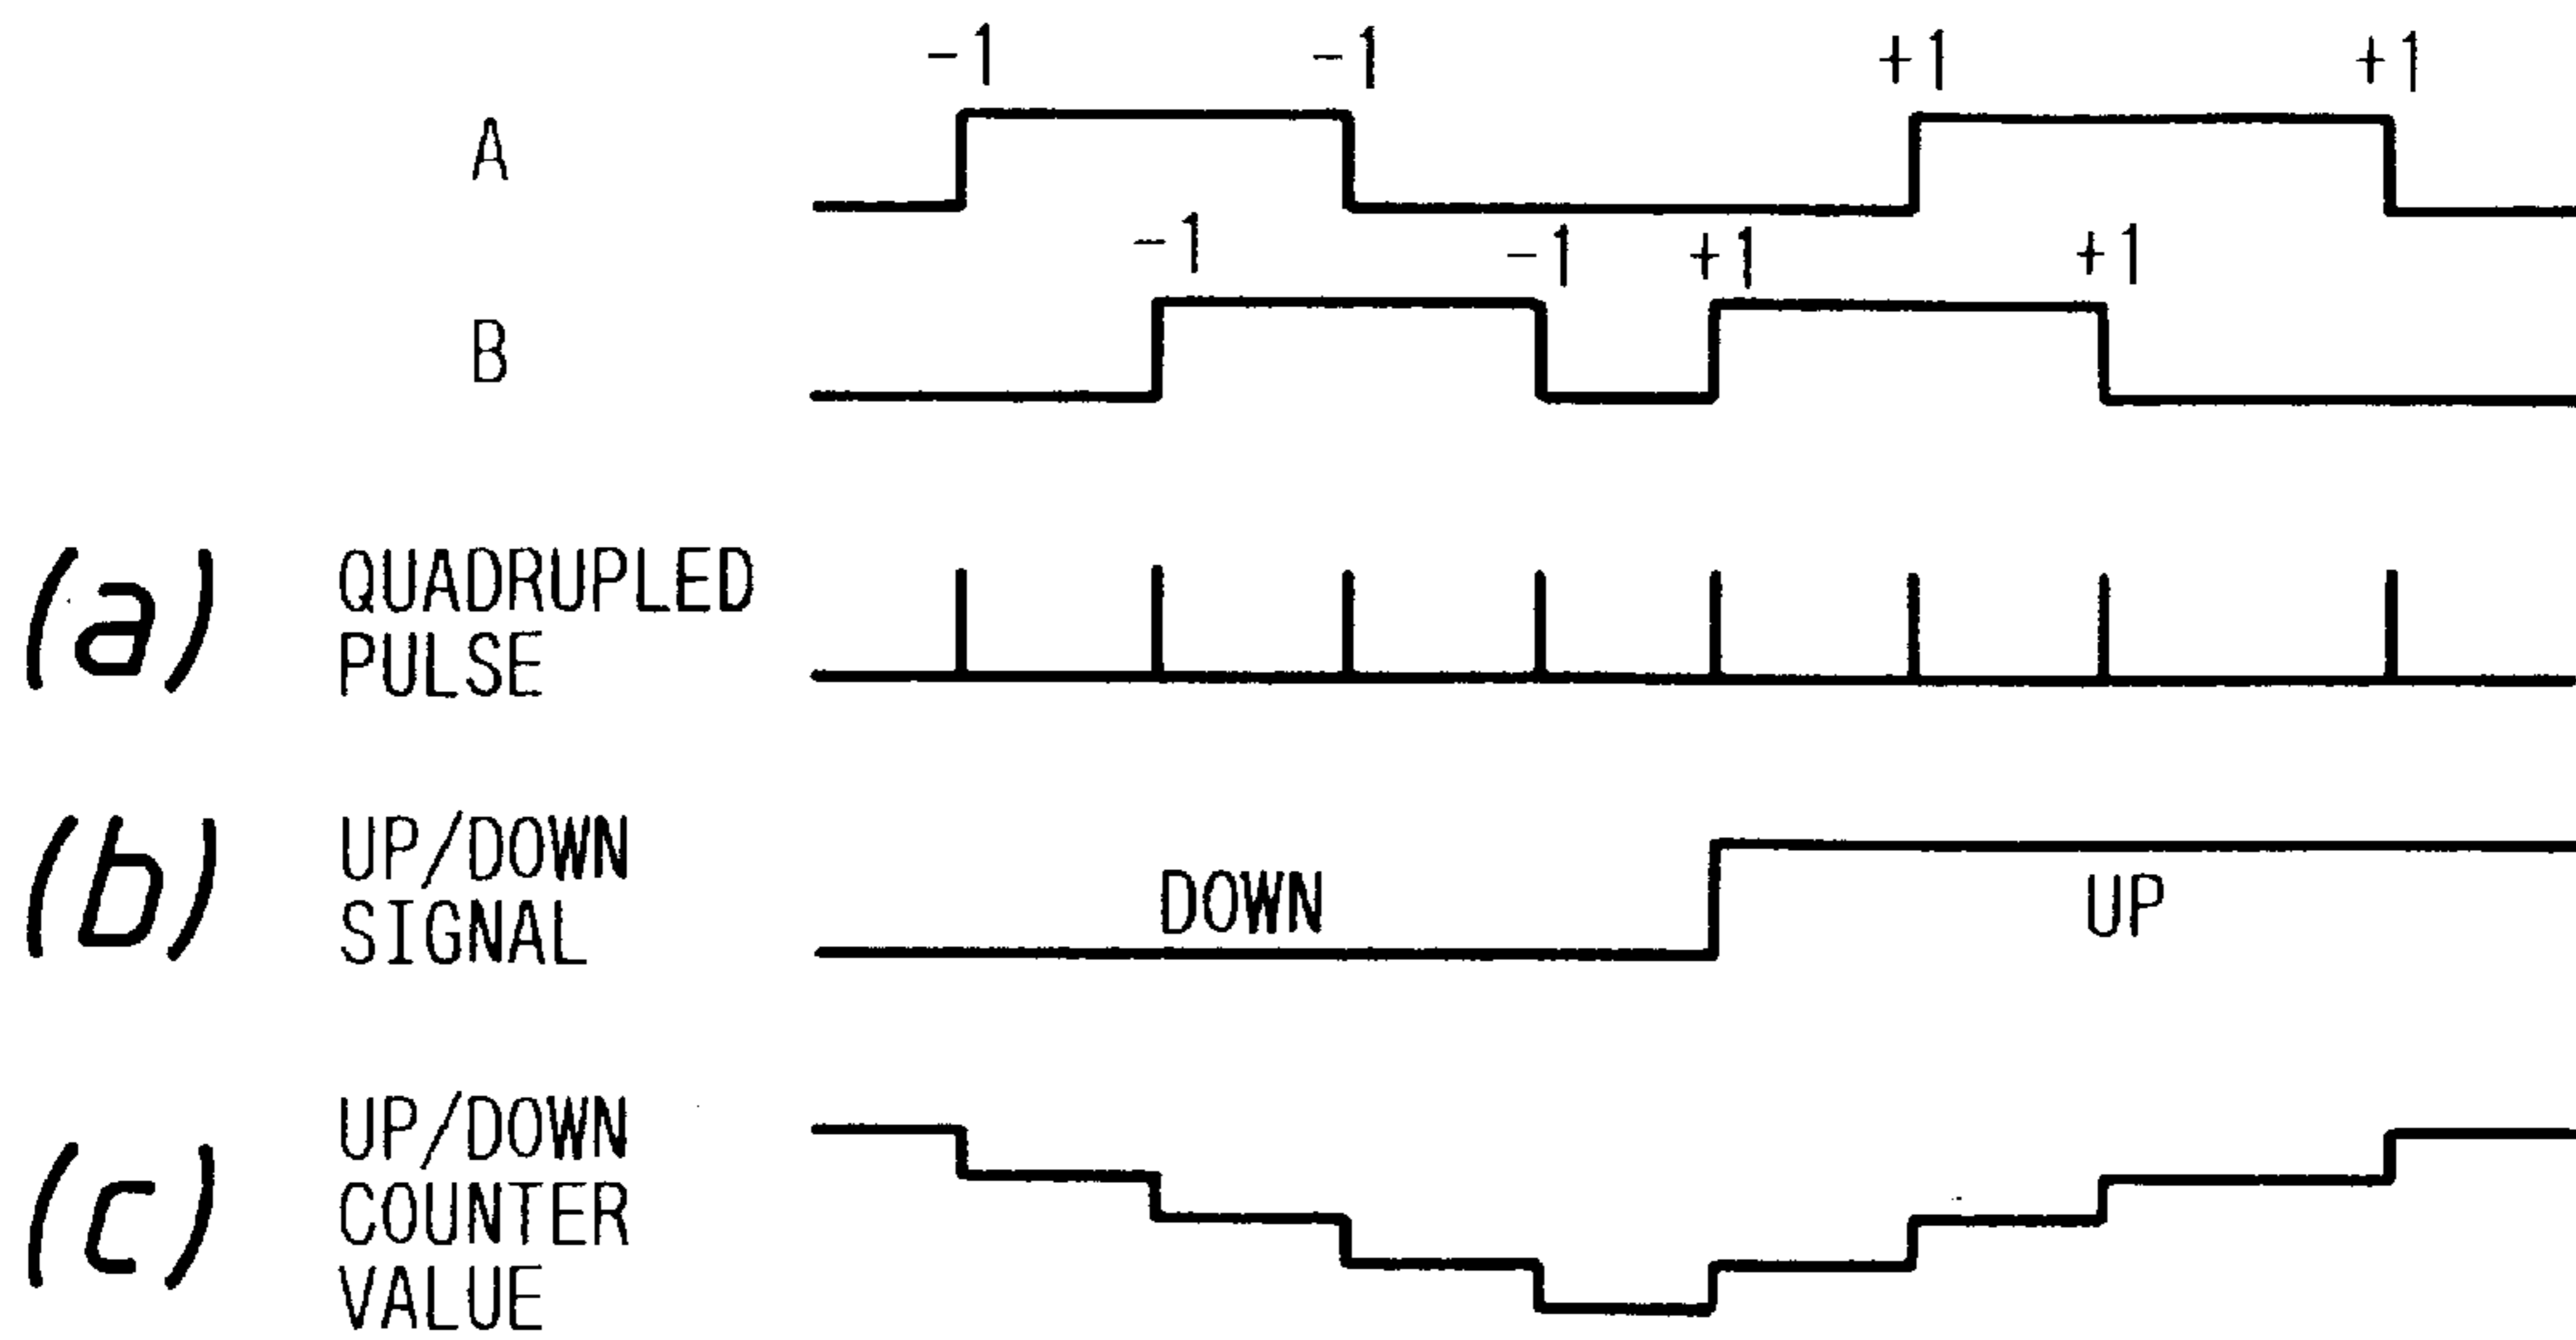 -1 -1 +1 +1
A
-1 -1 +1 +1
B
(a) QUADRUPLED
PULSE
(b) UP/DOWN
SIGNAL
DOWN UP
(c) UP/DOWN
COUNTER
VALUE